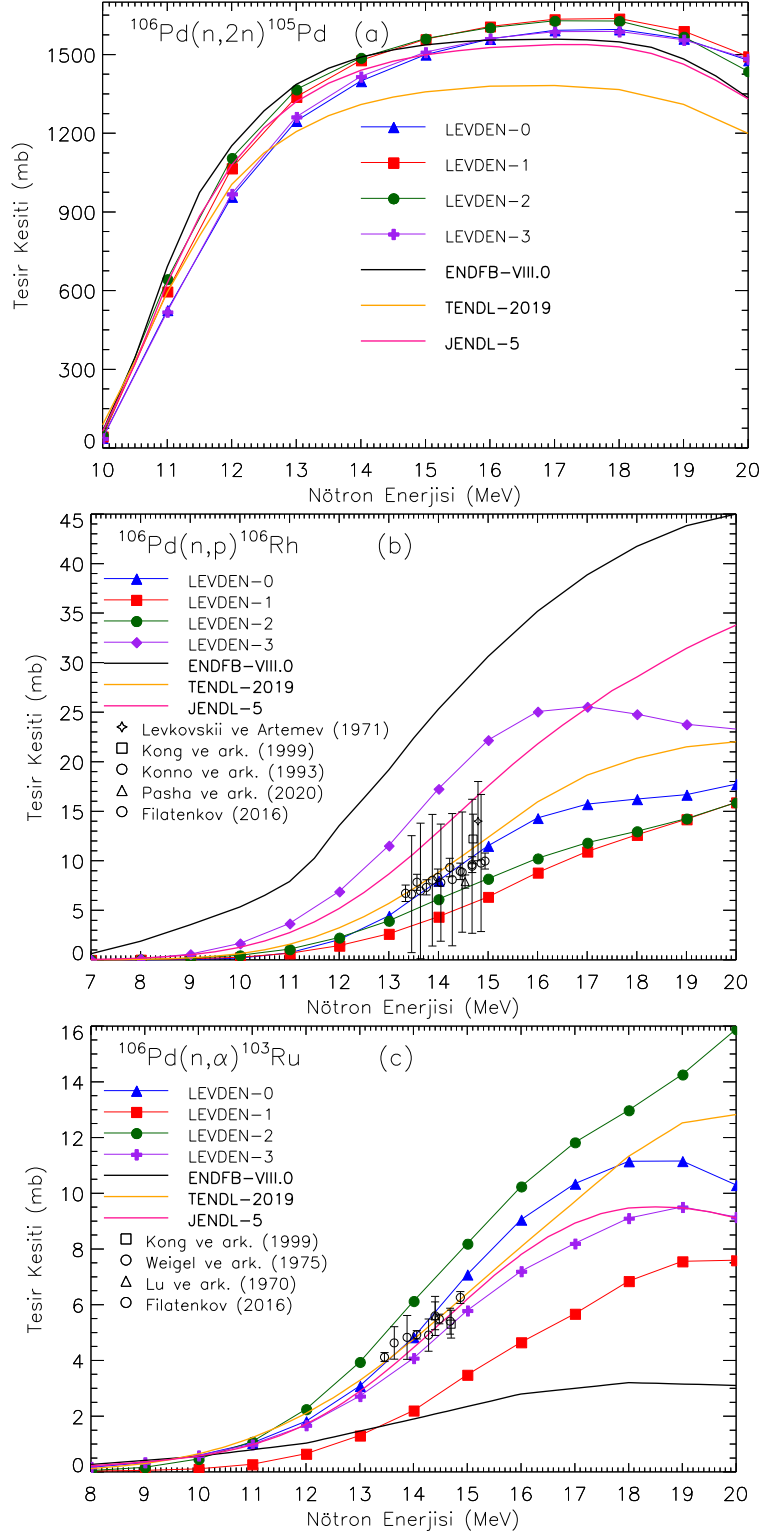 ¹⁰⁶Pd(n,2n)¹⁰⁵Pd (a)
1500
1200
900
600
300
0
Tesir Kesiti (mb)
LEVDEN-0
LEVDEN-1
LEVDEN-2
LEVDEN-3
ENDFB-VIII.0
TENDL-2019
JENDL-5
10 11 12 13 14 15 16 17 18 19 20
Nötron Enerjisi (MeV)
¹⁰⁶Pd(n,p)¹⁰⁶Rh (b)
45
40
35
30
25
20
15
10
5
0
Tesir Kesiti (mb)
LEVDEN-0
LEVDEN-1
LEVDEN-2
LEVDEN-3
ENDFB-VIII.0
TENDL-2019
JENDL-5
Levkovskii ve Artemev (1971)
Kong ve ark. (1999)
Konno ve ark. (1993)
Pasha ve ark. (2020)
Filatenkov (2016)
7 8 9 10 11 12 13 14 15 16 17 18 19 20
Nötron Enerjisi (MeV)
¹⁰⁶Pd(n,α)¹⁰³Ru (c)
16
14
12
10
8
6
4
2
0
Tesir Kesiti (mb)
LEVDEN-0
LEVDEN-1
LEVDEN-2
LEVDEN-3
ENDFB-VIII.0
TENDL-2019
JENDL-5
Kong ve ark. (1999)
Weigel ve ark. (1975)
Lu ve ark. (1970)
Filatenkov (2016)
8 9 10 11 12 13 14 15 16 17 18 19 20
Nötron Enerjisi (MeV)